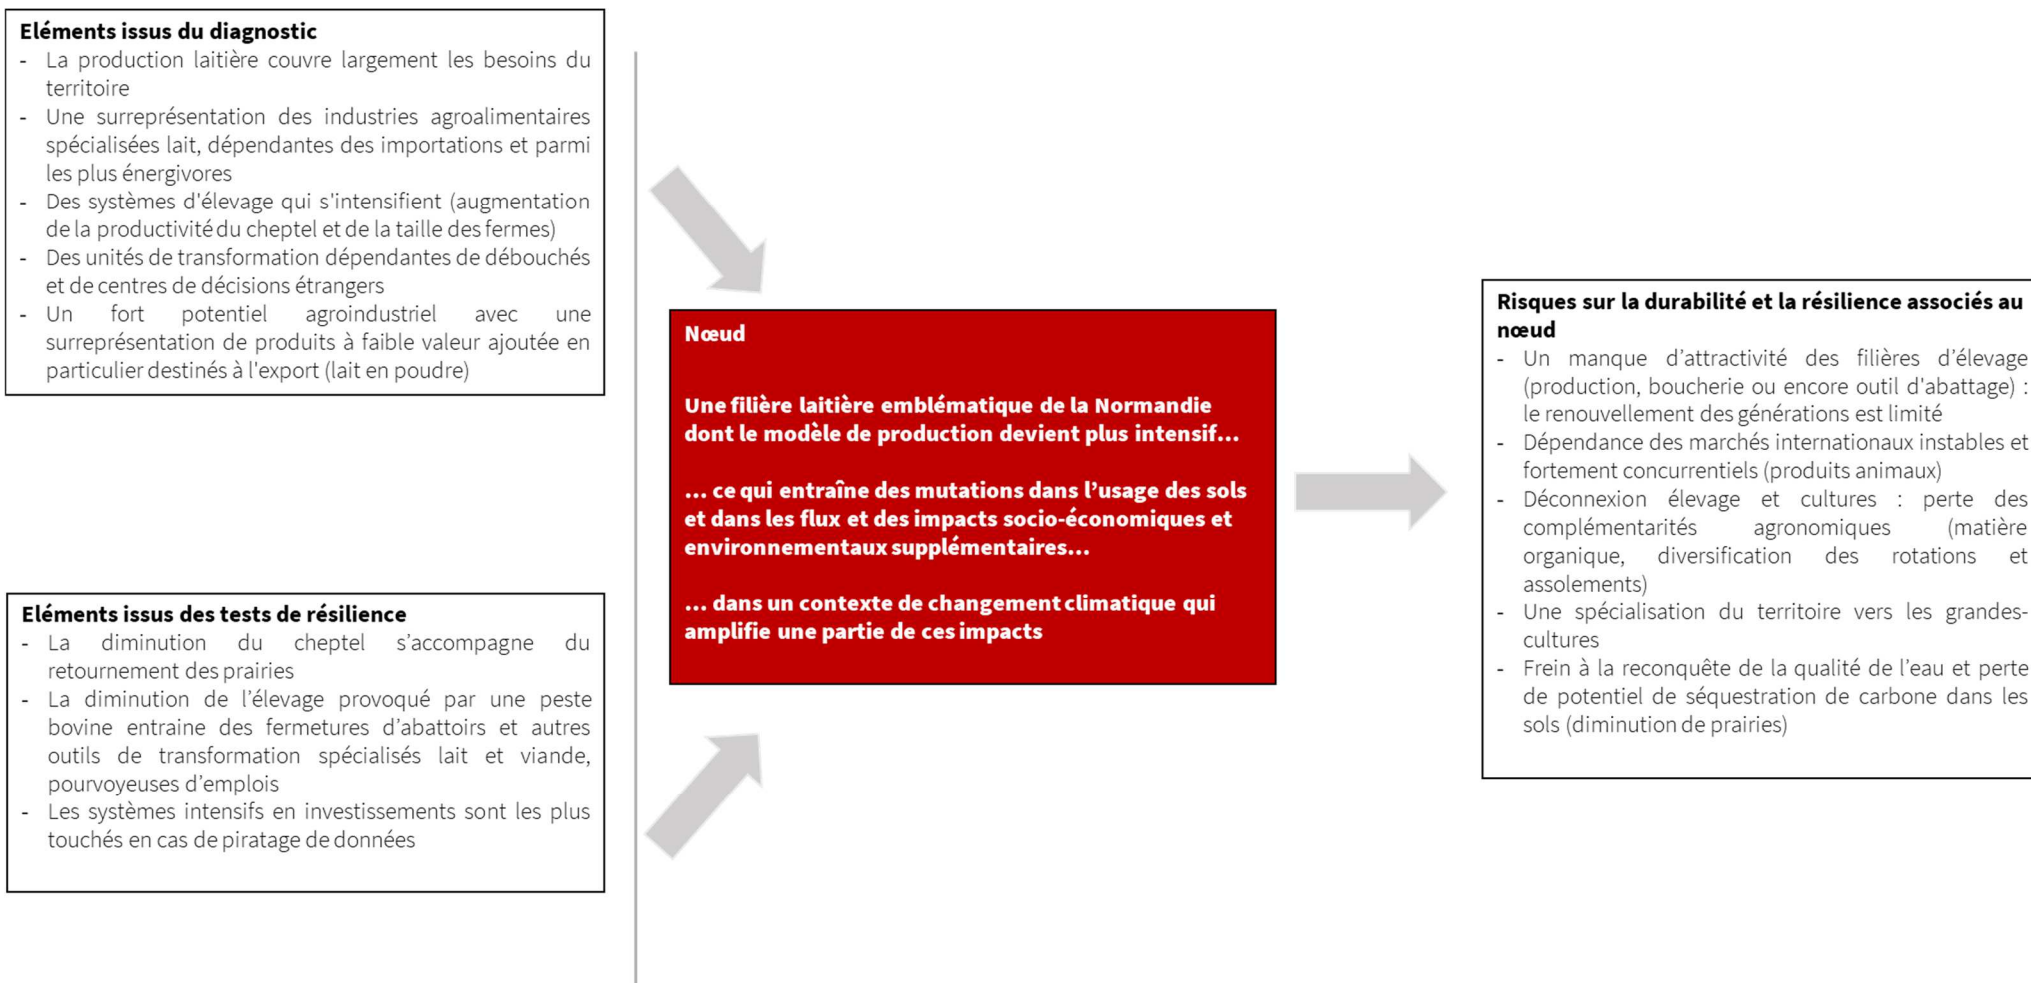 Eléments issus du diagnostic
- La production laitière couvre largement les besoins du
territoire
- Une surreprésentation des industries agroalimentaires
spécialisées lait, dépendantes des importations et parmi
les plus énergivores
- Des systèmes d'élevage qui s'intensifient (augmentation
de la productivité du cheptel et de la taille des fermes)
- Des unités de transformation dépendantes de débouchés
et de centres de décisions étrangers
- Un fort potentiel agroindustriel avec une
surreprésentation de produits à faible valeur ajoutée en
particulier destinés à l'export (lait en poudre)
Eléments issus des tests de résilience
- La diminution du cheptel s’accompagne du
retournement des prairies
- La diminution de l’élevage provoqué par une peste
bovine entraine des fermetures d’abattoirs et autres
outils de transformation spécialisés lait et viande,
pourvoyeuses d’emplois
- Les systèmes intensifs en investissements sont les plus
touchés en cas de piratage de données
Nœud
Une filière laitière emblématique de la Normandie
dont le modèle de production devient plus intensif…
… ce qui entraîne des mutations dans l’usage des sols
et dans les flux et des impacts socio-économiques et
environnementaux supplémentaires…
… dans un contexte de changement climatique qui
amplifie une partie de ces impacts
Risques sur la durabilité et la résilience associés au
nœud
- Un manque d’attractivité des filières d’élevage
(production, boucherie ou encore outil d'abattage) :
le renouvellement des générations est limité
- Dépendance des marchés internationaux instables et
fortement concurrentiels (produits animaux)
- Déconnexion élevage et cultures : perte des
complémentarités agronomiques (matière
organique, diversification des rotations et
assolements)
- Une spécialisation du territoire vers les grandes-
cultures
- Frein à la reconquête de la qualité de l’eau et perte
de potentiel de séquestration de carbone dans les
sols (diminution de prairies)